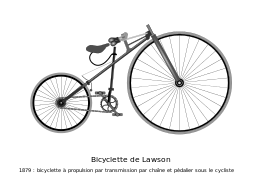 Bicyclette de Lawson
1879 : bicyclette à propulsion par transmission par chaîne et pédalier sous le cycliste